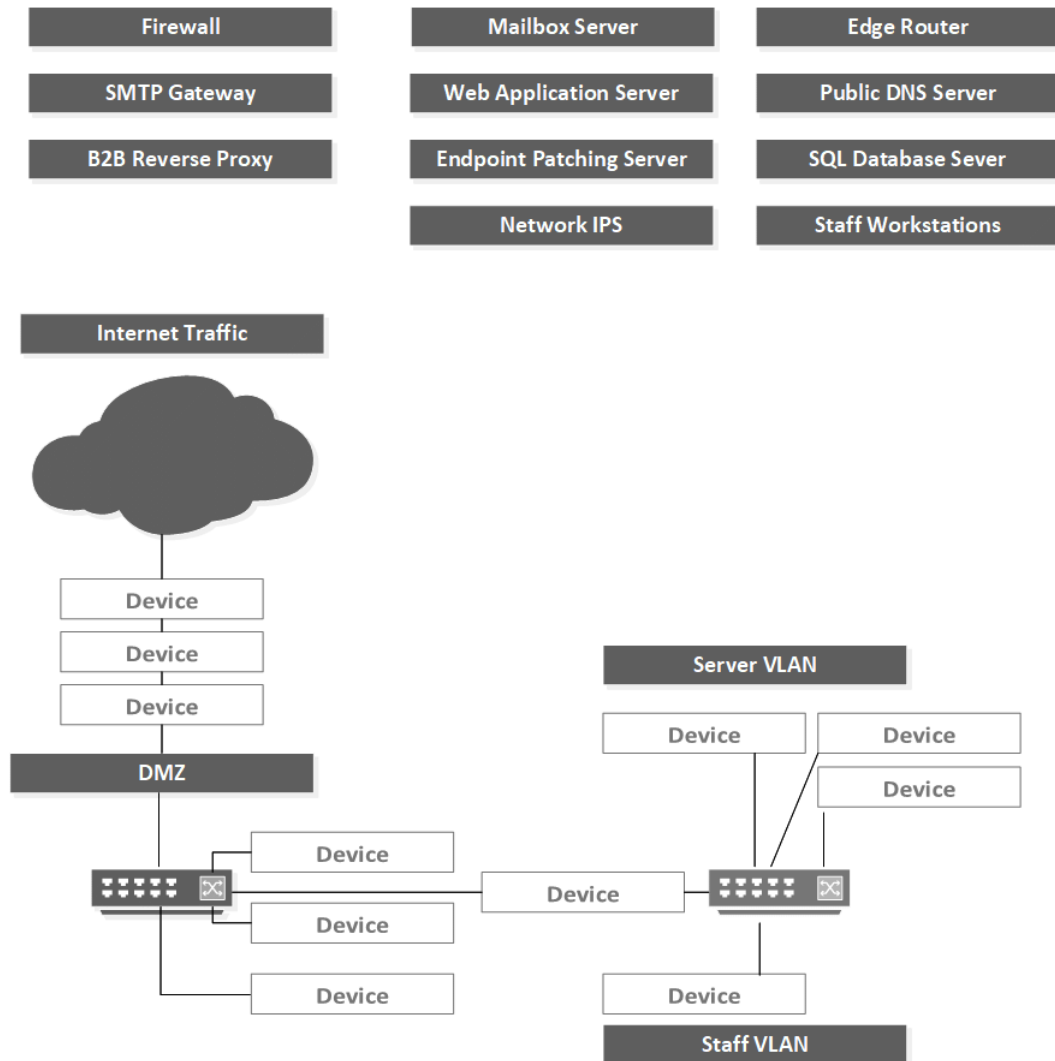 Firewall
Mailbox Server
Edge Router
SMTP Gateway
Web Application Server
Public DNS Server
B2B Reverse Proxy
Endpoint Patching Server
SQL Database Sever
Network IPS
Staff Workstations
Internet Traffic
Device
Device
Device
Server VLAN
Device
Device
DMZ
Device
Device
Device
Device
Device
Device
Staff VLAN